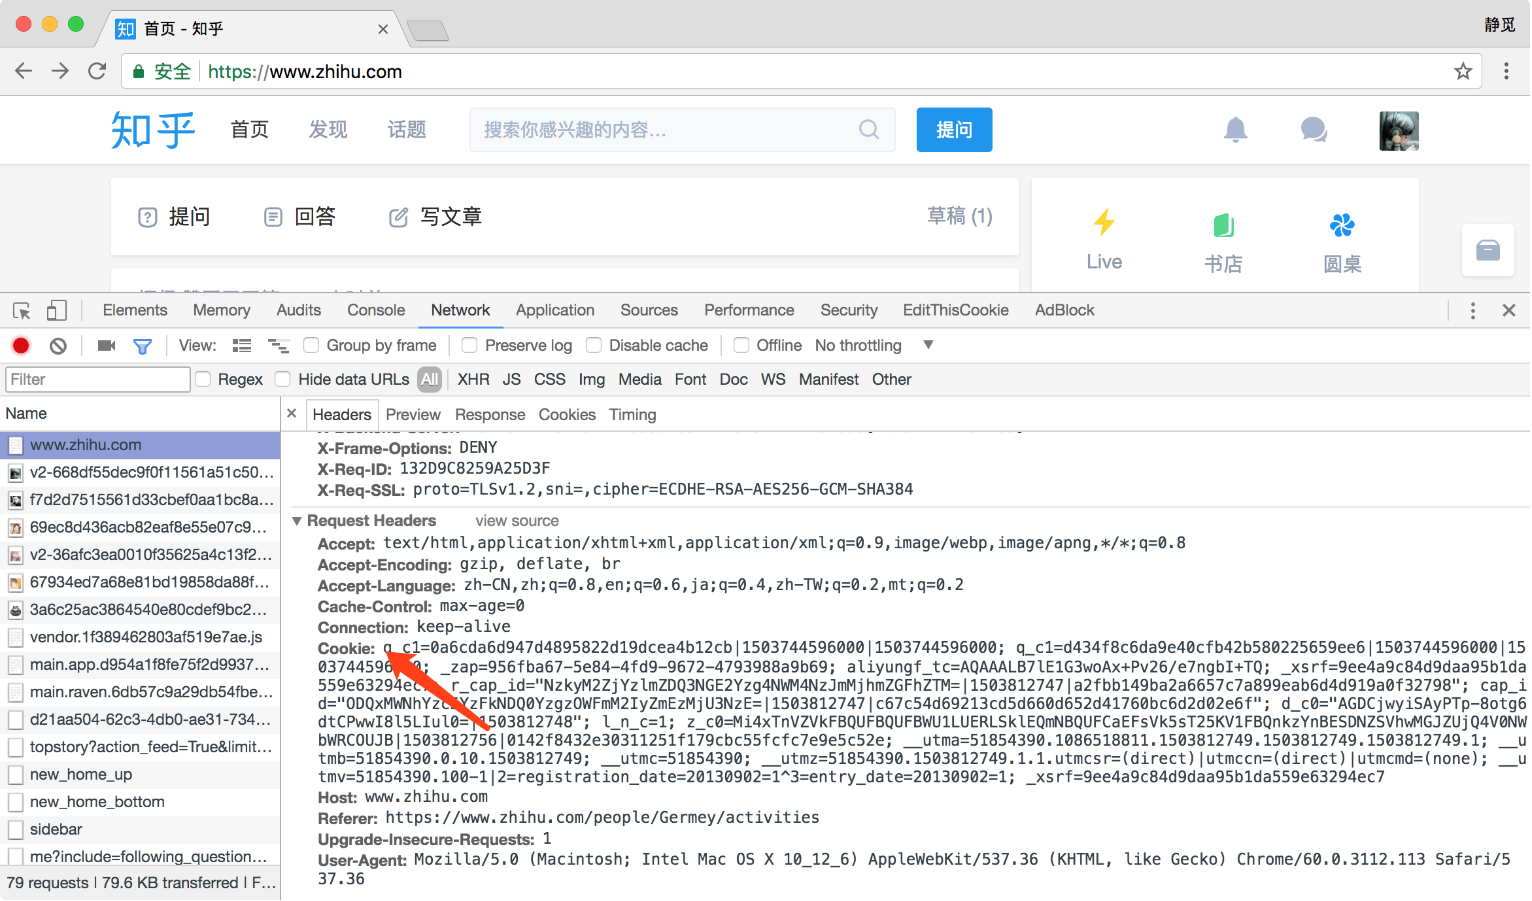 首页 - 知乎
静觅
安全 https://www.zhihu.com
知乎 首页 发现 话题 搜索你感兴趣的内容... 提问
提问 回答 写文章 草稿 (1)
Live 书店 圆桌
Elements Memory Audits Console Network Application Sources Performance Security EditThisCookie AdBlock
View: Group by frame Preserve log Disable cache Offline No throttling
Filter Regex Hide data URLs All XHR JS CSS Img Media Font Doc WS Manifest Other
Name
www.zhihu.com
v2-668df55dec9f0f11561a51c50...
f7d2d7515561d33cbef0aa1bc8a...
69ec8d436acb82eaf8e55e07c9...
v2-36afc3ea0010f35625a4c13f2...
67934ed7a68e81bd19858da88f...
3a6c25ac3864540e80cdef9bc2...
vendor.1f389462803af519e7ae.js
main.app.d954a1f8fe75f2d9937...
main.raven.6db57c9a29db54fbe...
d21aa504-62c3-4db0-ae31-734...
topstory?action_feed=True&limit...
new_home_up
new_home_bottom
sidebar
me?include=following_question...
79 requests | 79.6 KB transferred | F...
Headers Preview Response Cookies Timing
X-Frame-Options: DENY
X-Req-ID: 132D9C8259A25D3F
X-Req-SSL: proto=TLSv1.2,sni=,cipher=ECDHE-RSA-AES256-GCM-SHA384
Request Headers view source
Accept: text/html,application/xhtml+xml,application/xml;q=0.9,image/webp,image/apng,*/*;q=0.8
Accept-Encoding: gzip, deflate, br
Accept-Language: zh-CN,zh;q=0.8,en;q=0.6,ja;q=0.4,zh-TW;q=0.2,mt;q=0.2
Cache-Control: max-age=0
Connection: keep-alive
Cookie: q_c1=0a6cda6d947d4895822d19dcea4b12cb|1503744596000|1503744596000; q_c1=d434f8c6da9e40cfb42b580225659ee6|1503744596000|15
03744596000; _zap=956fba67-5e84-4fd9-9672-4793988a9b69; aliyungf_tc=AQAAALB7lE1G3woAx+Pv26/e7ngbI+TQ; _xsrf=9ee4a9c84d9daa95b1da
559e63294ec7; r_cap_id="NzkyM2ZjYzlmZDQ3NGE2Yzg4NWM4NzJmMjhmZGFhZTM=|1503812747|a2fbb149ba2a6657c7a899eab6d4d919a0f32798"; cap_i
d="ODQxMWNhYzc YzFkNDQ0YzgzOWFmM2IyZmEzMjU3NzE=|1503812747|c67c54d69213cd5d660d652d41760bc6d2d02e6f"; d_c0="AGDCjwyiSAyPTp-8otg6
dtCPwwI8l5LIul0=|1503812748"; l_n_c=1; z_c0=Mi4xTnVZVkFBQUFBQUFBWU1LUERLSklEQmNBQUFCaEFsVk5sT25KV1FBQnkzYnBESDNZSVhwMGJZUjQ4V0NW
bWRCOUJB|1503812756|0142f8432e30311251f179cbc55fcfc7e9e5c52e; __utma=51854390.1086518811.1503812749.1503812749.1503812749.1; __u
tmb=51854390.0.10.1503812749; __utmc=51854390; __utmz=51854390.1503812749.1.1.utmcsr=(direct)|utmccn=(direct)|utmcmd=(none); __u
tmv=51854390.100-1|2=registration_date=20130902=1^3=entry_date=20130902=1; _xsrf=9ee4a9c84d9daa95b1da559e63294ec7
Host: www.zhihu.com
Referer: https://www.zhihu.com/people/Germey/activities
Upgrade-Insecure-Requests: 1
User-Agent: Mozilla/5.0 (Macintosh; Intel Mac OS X 10_12_6) AppleWebKit/537.36 (KHTML, like Gecko) Chrome/60.0.3112.113 Safari/5
37.36